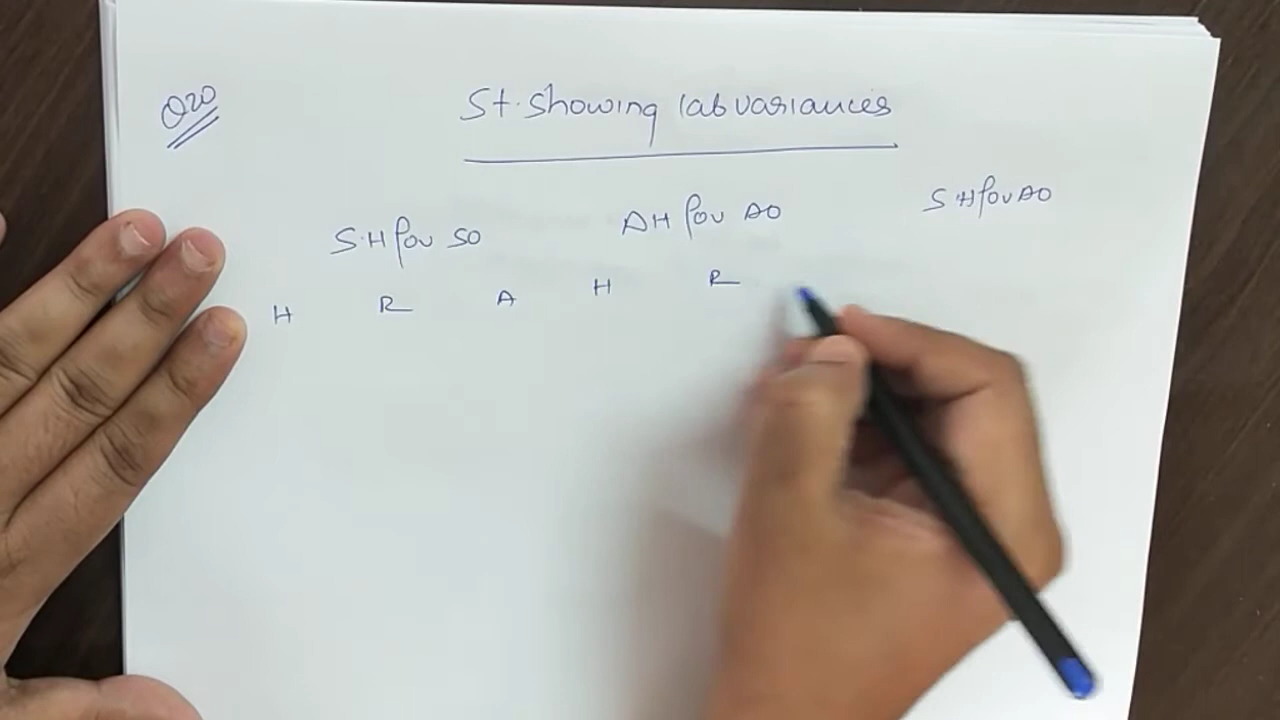 Q20
St. Showing lab variances
S.H for SO AH for AO S.H for AO
H R A H R